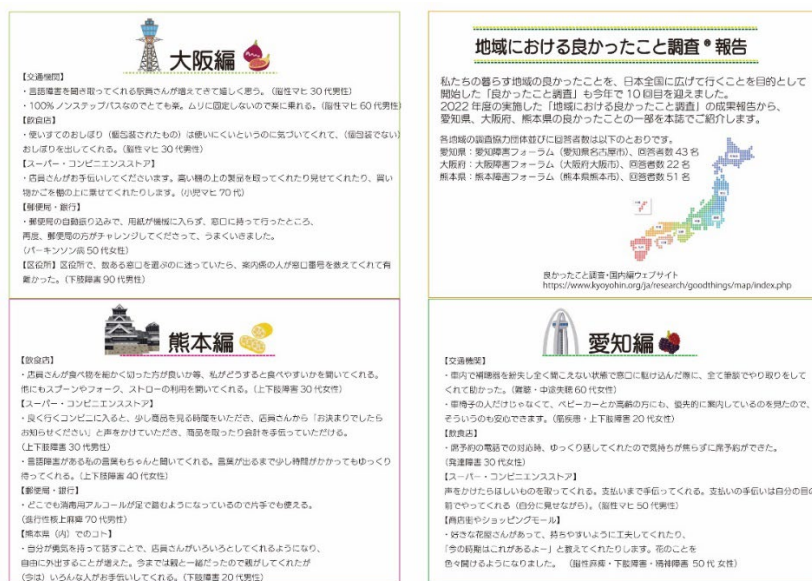 大阪編
【交通機関】
・言語障害を聞き取ってくれる駅員さんが増えてきて嬉しく思う。(脳性マヒ 30代男性)
・100%ノンステップバスなのでとても楽。ムリに固定しないので楽に乗れる。(脳性マヒ 60代男性)
【飲食店】
・使いすてのおしぼり(個包装されたもの)は使いにくいというのに気づいてくれて、(個包装でない)
おしぼりを出してくれる。(脳性マヒ 30代男性)
【スーパー・コンビニエンスストア】
・店員さんがお手伝いしてくださいます。高い棚の上の製品を取ってくれたり見せてくれたり、買い
物かごを棚の上に乗せてくれたりします。(小児マヒ 70代)
【郵便局・銀行】
・郵便局の自動振り込みで、用紙が機械に入らず、窓口に持って行ったところ、
再度、郵便局の方がチャレンジしてくださって、うまくいきました。
(パーキンソン病 50代女性)
【区役所】区役所で、数ある窓口を選ぶのに迷っていたら、案内係の人が窓口番号を教えてくれて有
難かった。(下肢障害 90代男性)
地域における良かったこと調査®報告
私たちの暮らす地域の良かったことを、日本全国に広げて行くことを目的として
開始した「良かったこと調査」も今年で 10回目を迎えました。
2022年度の実施した「地域における良かったこと調査」の成果報告から、
愛知県、大阪府、熊本県の良かったことの一部を本誌でご紹介します。
各地域の調査協力団体並びに回答者数は以下のとおりです。
愛知県:愛知障害フォーラム(愛知県名古屋市)、回答者数 43名
大阪府:大阪障害フォーラム(大阪府大阪市)、回答者数 22名
熊本県:熊本障害フォーラム(熊本県熊本市)、回答者数 51名
良かったこと調査・国内編ウェブサイト
https://www.kyoyohin.org/ja/research/goodthings/map/index.php
熊本編
【飲食店】
・店員さんが食べ物を細かく切った方が良いか等、私がどうすると食べやすいかを聞いてくれる。
他にもスプーンやフォーク、ストローの利用を聞いてくれる。(上下肢障害 30代女性)
【スーパー・コンビニエンスストア】
・良く行くコンビニに入ると、少し商品を見る時間をいただき、店員さんから「お決まりでしたら
お知らせください」と声をかけていただき、商品を取ったり会計を手伝っていただける。
(上下肢障害 30代男性)
・言語障害がある私の言葉もちゃんと聞いてくれる。言葉が出るまで少し時間がかかってもゆっくり
待ってくれる。(上下肢障害 40代女性)
【郵便局・銀行】
・どこでも消毒用アルコールが足で踏むようになっているので片手でも使える。
(進行性核上麻痺 70代男性)
【熊本県(内)でのコト】
・自分が勇気を持って話すことで、店員さんがいろいろとしてくれるようになり、
自由に外出することが増えた。今までは親と一緒だったので親がしてくれたが
(今は)いろんな人がお手伝いしてくれる。(下肢障害 20代男性)
愛知編
【交通機関】
・車内で補聴器を紛失し全く聞こえない状態で窓口に駆け込んだ際に、全て筆談でやり取りをして
くれて助かった。(難聴・中途失聴 60代女性)
・車椅子の人だけじゃなくて、ベビーカーとか高齢の方にも、優先的に案内しているのを見たので、
そういうのも安心できます。(筋疾患・上下肢障害 20代女性)
【飲食店】
・席予約の電話での対応時、ゆっくり話してくれたので気持ちが焦らずに席予約ができた。
(発達障害 30代女性)
【スーパー・コンビニエンスストア】
声をかけたらほしいものを取ってくれる。支払いまで手伝ってくれる。支払いの手伝いは自分の目の
前でやってくれる(自分に見せながら)。(脳性マヒ 50代男性)
【商店街やショッピングモール】
・好きな花屋さんがあって、持ちやすいように工夫してくれたり、
「今の時期はこれがあるよー」と教えてくれたりします。花のことを
色々聞けるようになりました。(脳性麻痺・下肢障害・精神障害 50代 女性)